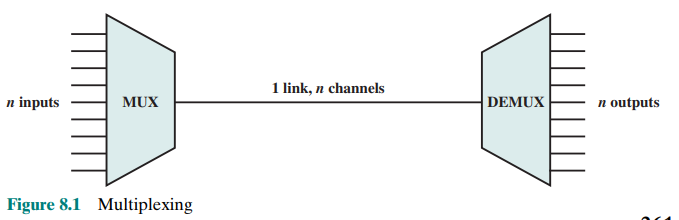 1 link, n channels
n inputs
MUX
DEMUX
n outputs
Figure 8.1 Multiplexing